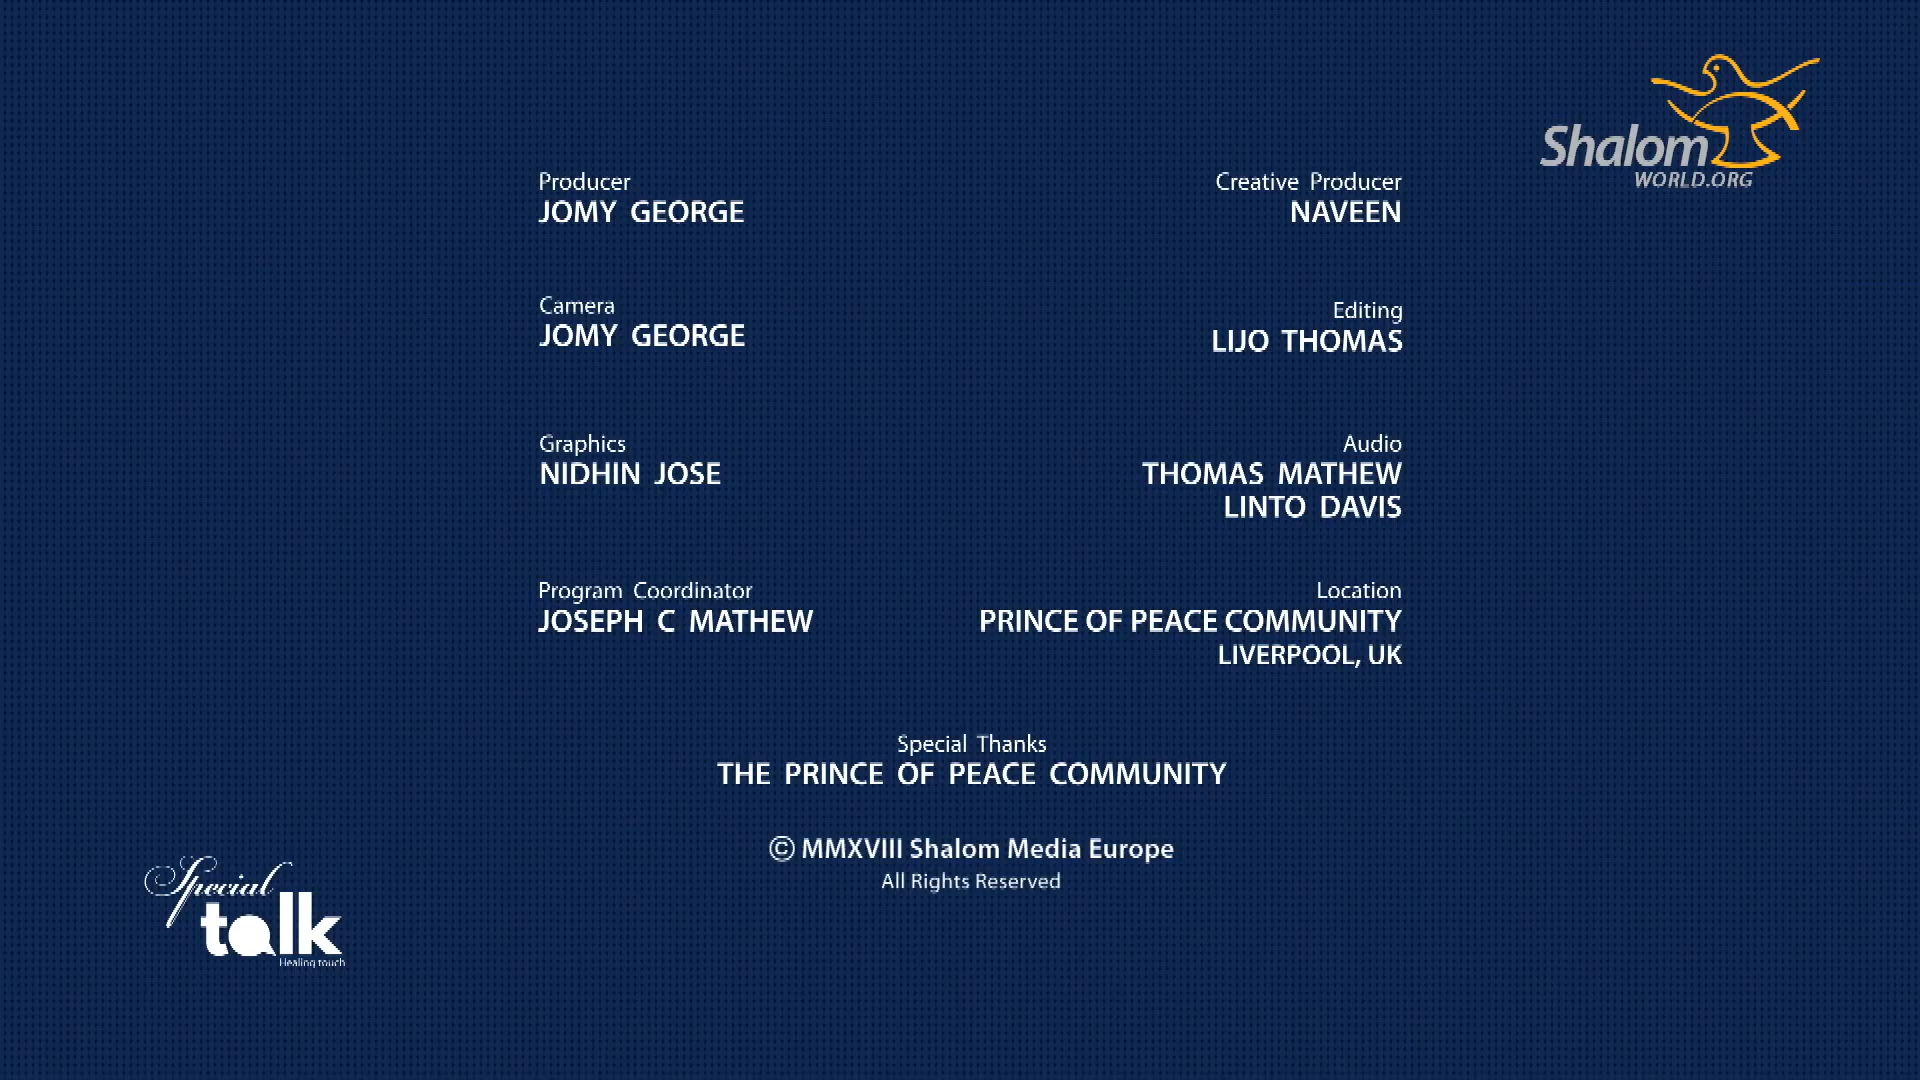 Shalom
WORLD.ORG
Producer
JOMY GEORGE
Creative Producer
NAVEEN
Camera
JOMY GEORGE
Editing
LIJO THOMAS
Graphics
NIDHIN JOSE
Audio
THOMAS MATHEW
LINTO DAVIS
Program Coordinator
JOSEPH C MATHEW
Location
PRINCE OF PEACE COMMUNITY
LIVERPOOL, UK
Special Thanks
THE PRINCE OF PEACE COMMUNITY
© MMXVIII Shalom Media Europe
All Rights Reserved
Special
talk
Healing touch